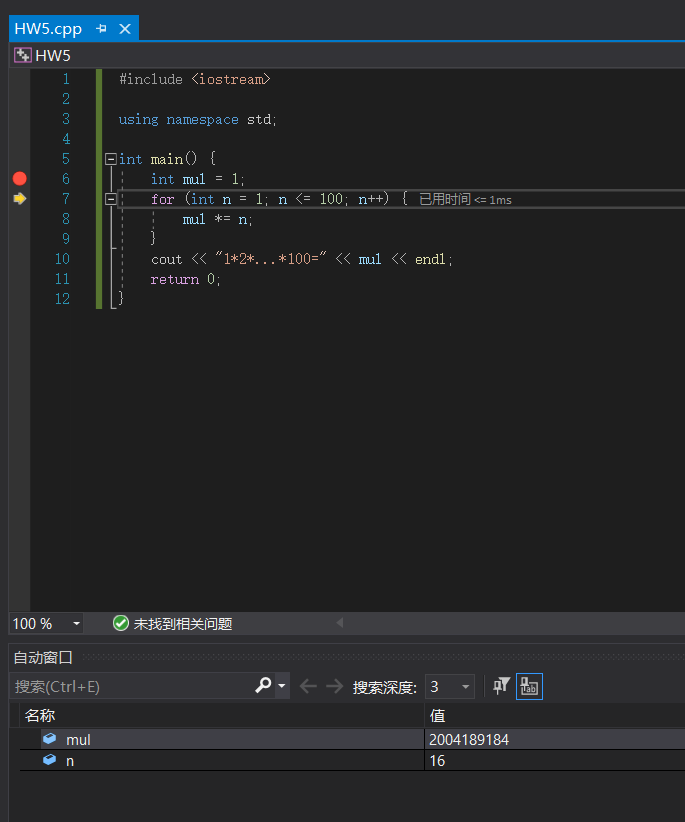 HW5.cpp
HW5
1 #include <iostream>
2
3 using namespace std;
4
5 int main() {
6 int mul = 1;
7 for (int n = 1; n <= 100; n++) { 已用时间 <= 1ms
8 mul *= n;
9 }
10 cout << "1*2*...*100=" << mul << endl;
11 return 0;
12 }
100 % 未找到相关问题
自动窗口
搜索(Ctrl+E) 搜索深度: 3
名称 值
mul 2004189184
n 16